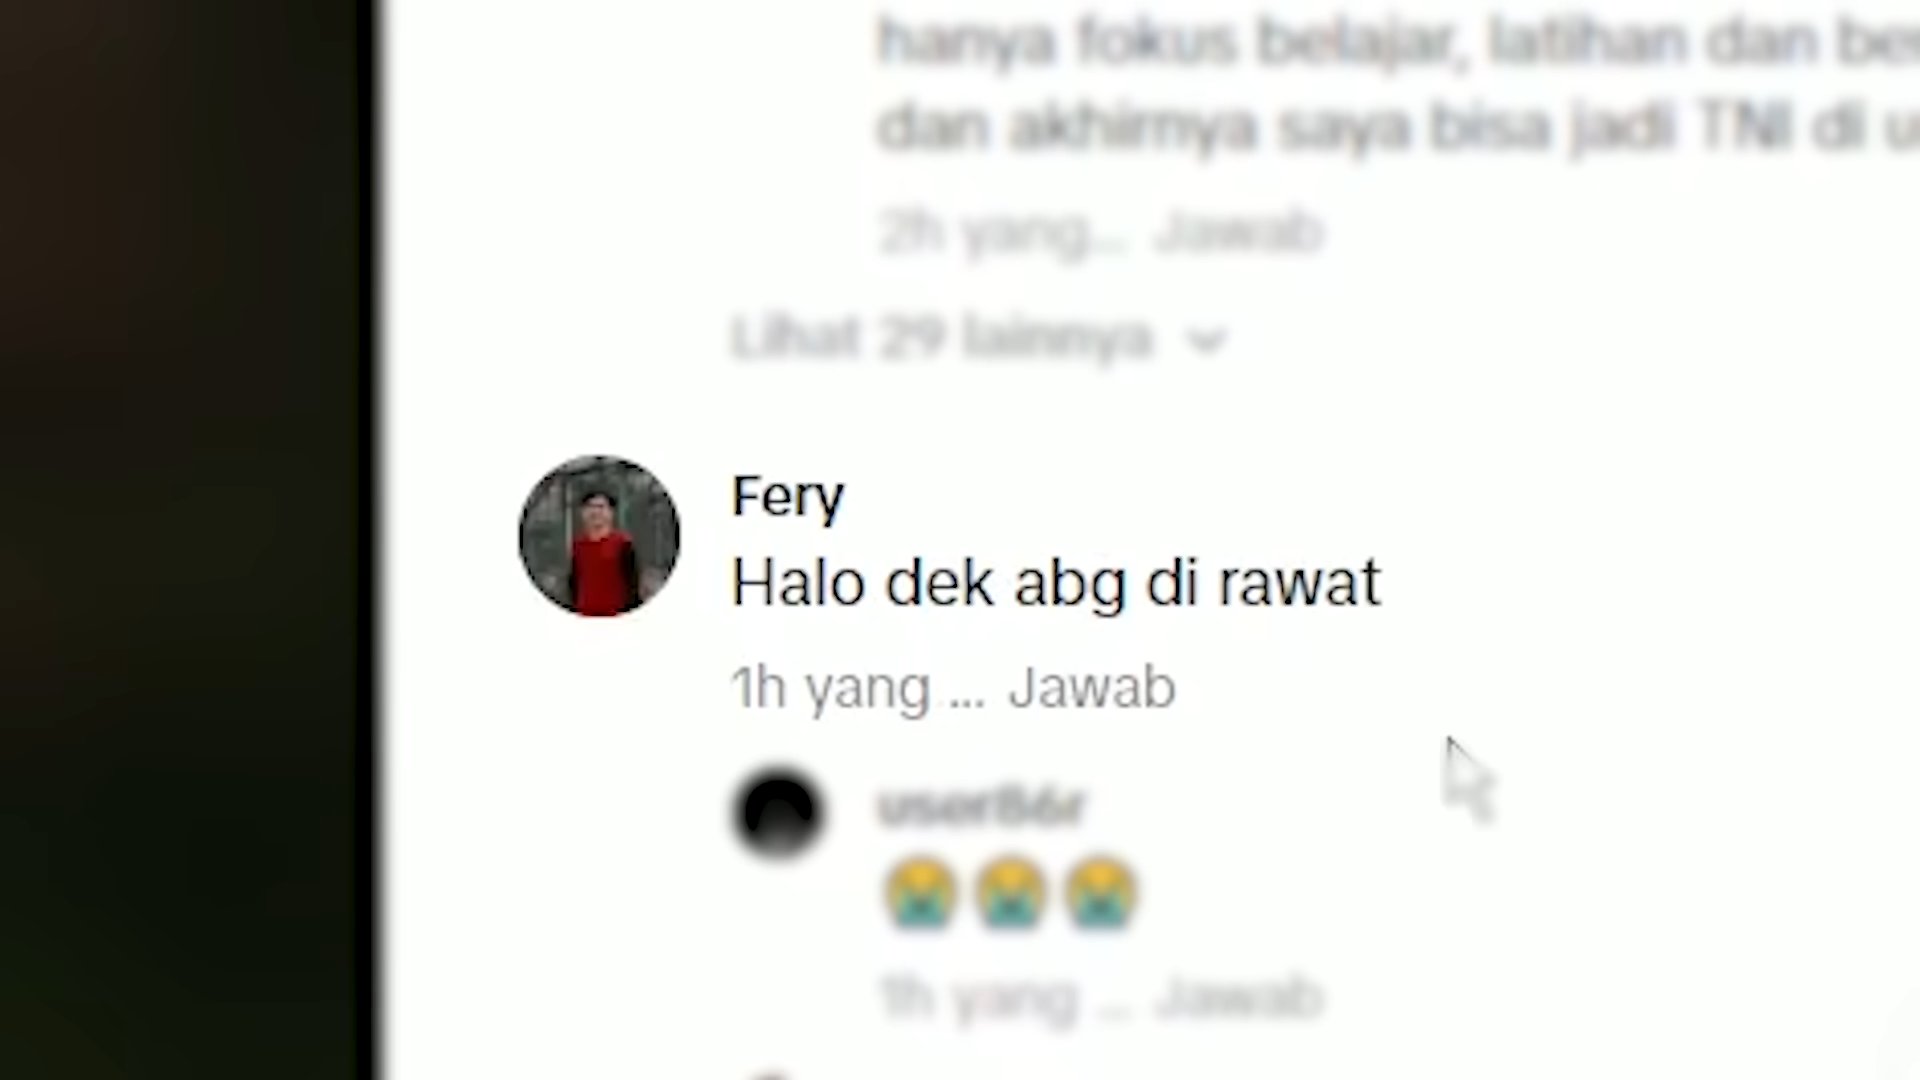 hanya fokus belajar, latihan dan be
dan akhirnya saya bisa jadi TNI di u
2h yang... Jawab
Lihat 29 lainnya
Fery
Halo dek abg di rawat
1h yang ... Jawab
user86r
😭😭😭
1h yang ... Jawab